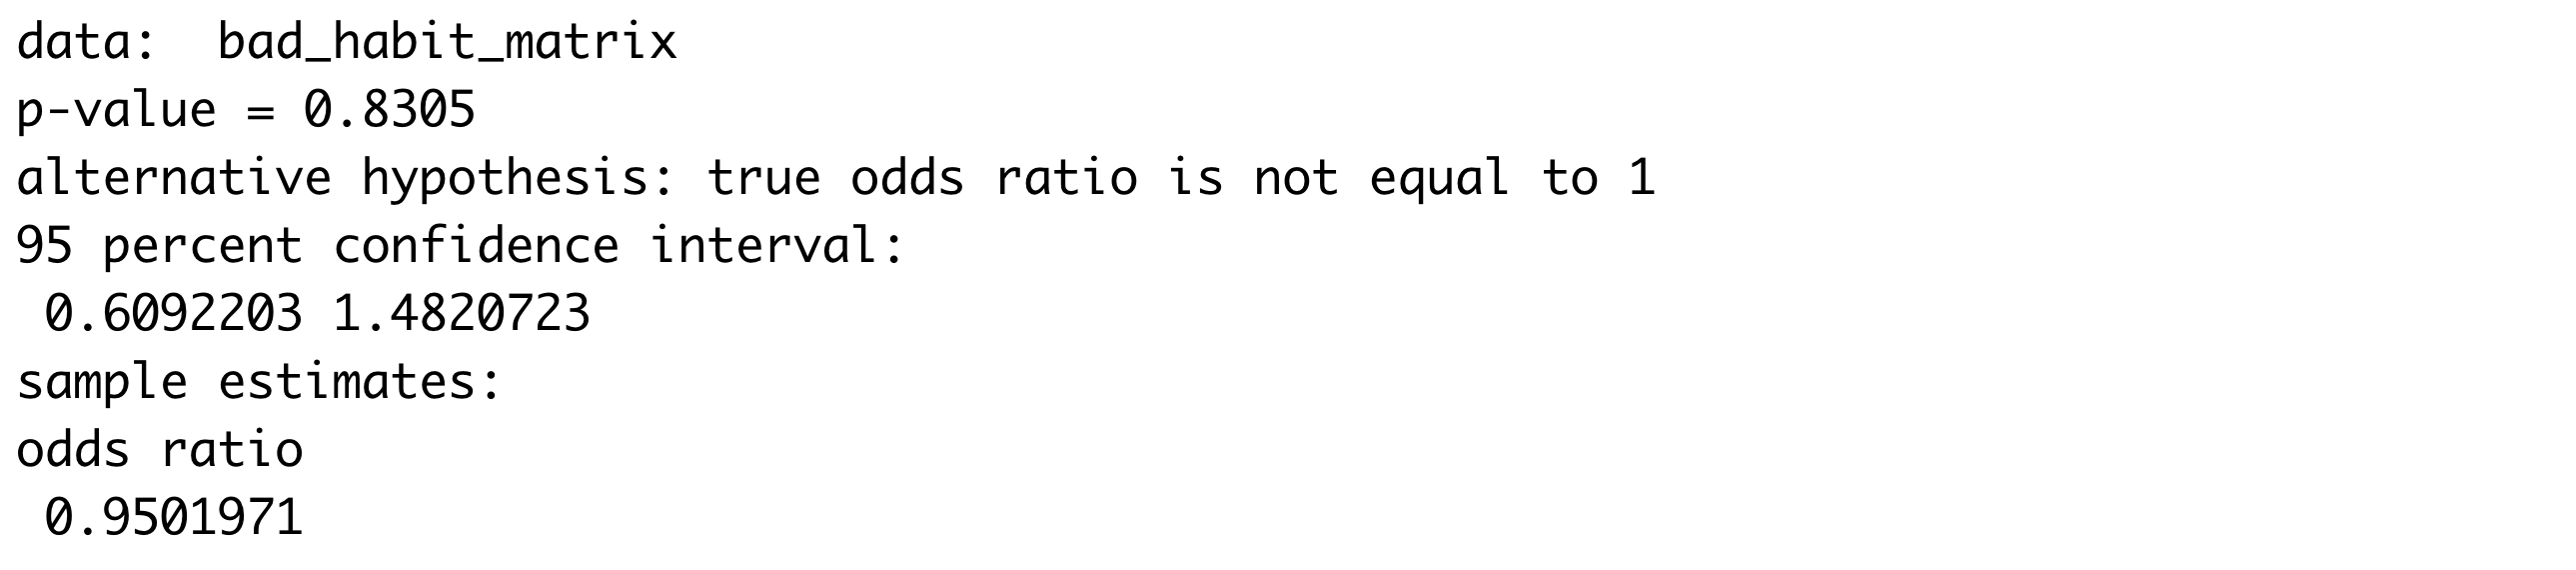 data:  bad_habit_matrix
p-value = 0.8305
alternative hypothesis: true odds ratio is not equal to 1
95 percent confidence interval:
 0.6092203 1.4820723
sample estimates:
odds ratio
 0.9501971